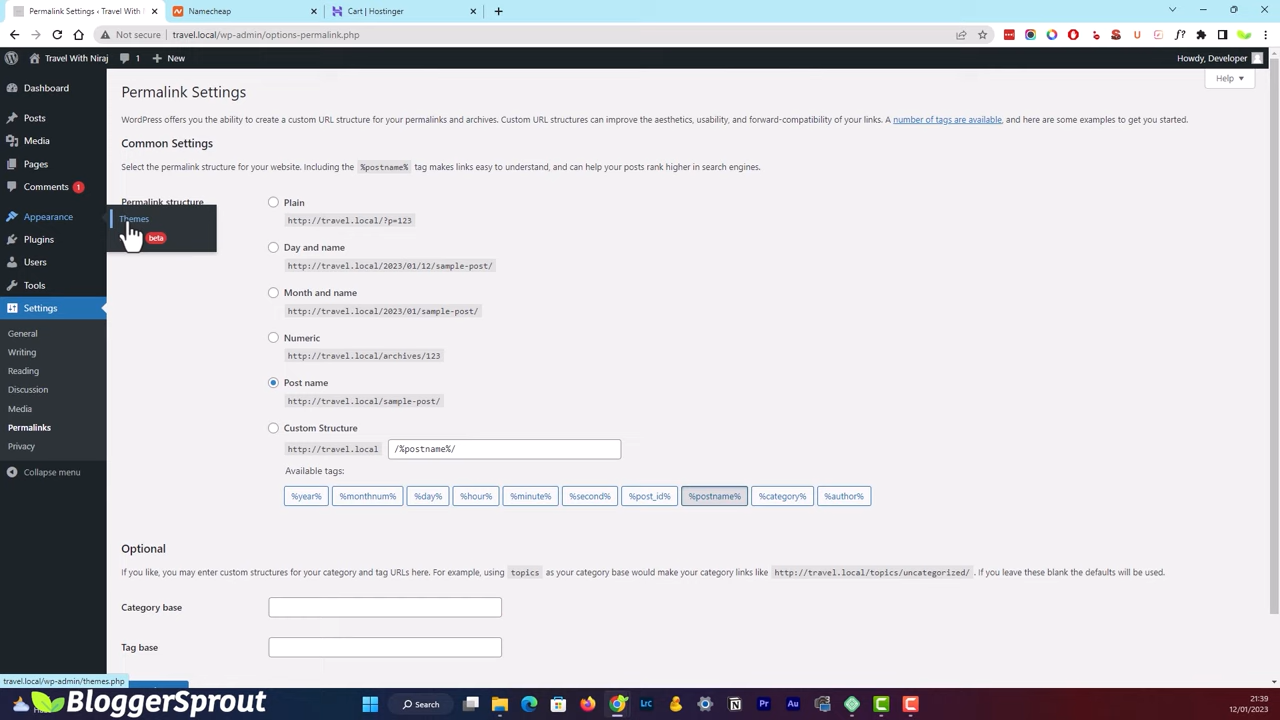 Permalink Settings ‹ Travel With
Namecheap
Cart | Hostinger
Not secure
travel.local/wp-admin/options-permalink.php
Travel With Niraj
1
New
Howdy, Developer
Dashboard
Posts
Media
Pages
Comments 1
Appearance
Plugins
Users
Tools
Settings
General
Writing
Reading
Discussion
Media
Permalinks
Privacy
Collapse menu
Themes
beta
Help
Permalink Settings
WordPress offers you the ability to create a custom URL structure for your permalinks and archives. Custom URL structures can improve the aesthetics, usability, and forward-compatibility of your links. A number of tags are available, and here are some examples to get you started.
Common Settings
Select the permalink structure for your website. Including the %postname% tag makes links easy to understand, and can help your posts rank higher in search engines.
Permalink structure
Plain
http://travel.local/?p=123
Day and name
http://travel.local/2023/01/12/sample-post/
Month and name
http://travel.local/2023/01/sample-post/
Numeric
http://travel.local/archives/123
Post name
http://travel.local/sample-post/
Custom Structure
http://travel.local /%postname%/
Available tags:
%year% %monthnum% %day% %hour% %minute% %second% %post_id% %postname% %category% %author%
Optional
If you like, you may enter custom structures for your category and tag URLs here. For example, using topics as your category base would make your category links like http://travel.local/topics/uncategorized/ . If you leave these blank the defaults will be used.
Category base
Tag base
travel.local/wp-admin/themes.php
BloggerSprout
Search
21:39
12/01/2023